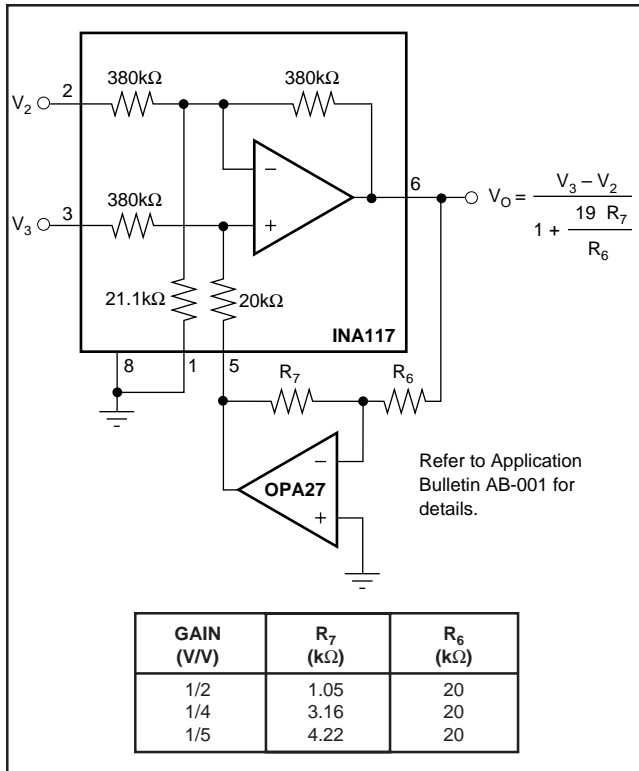 380kΩ 380kΩ
V2 2
6
VO = V3 – V2
1 + 19 R7
R6
380kΩ
V3 3
– +
21.1kΩ 20kΩ
INA117
8 1 5
R7 R6
–
OPA27
+
Refer to Application
Bulletin AB-001 for
details.
GAIN R7 R6
(V/V) (kΩ) (kΩ)
1/2 1.05 20
1/4 3.16 20
1/5 4.22 20